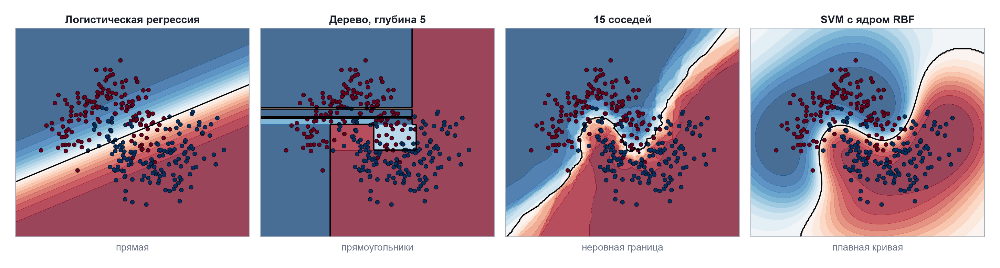 Логистическая регрессия
Дерево, глубина 5
15 соседей
SVM с ядром RBF
прямая
прямоугольники
неровная граница
плавная кривая